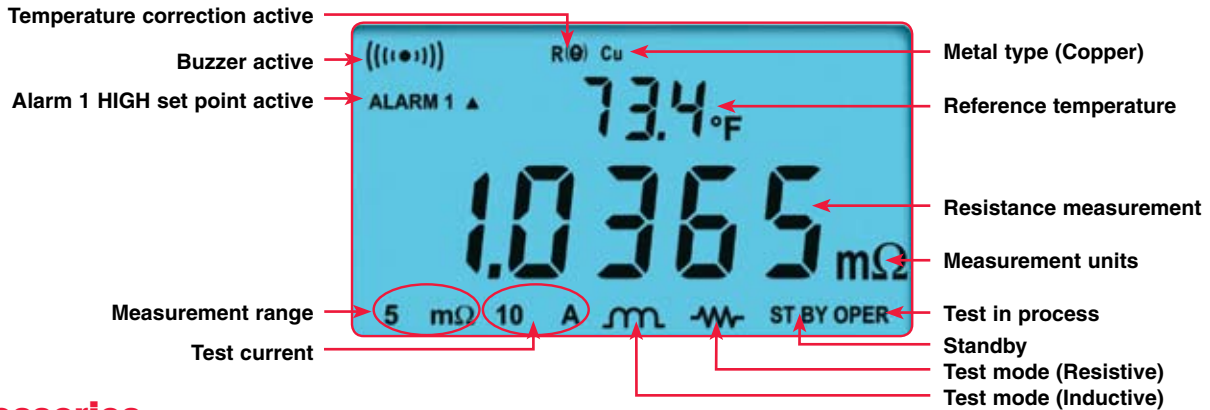 Temperature correction active
Buzzer active
Alarm 1 HIGH set point active
Measurement range
Test current
R(Θ) Cu
ALARM 1 ▲
73.4 °F
1.0365 mΩ
5 mΩ 10 A ST BY OPER
Metal type (Copper)
Reference temperature
Resistance measurement
Measurement units
Test in process
Standby
Test mode (Resistive)
Test mode (Inductive)